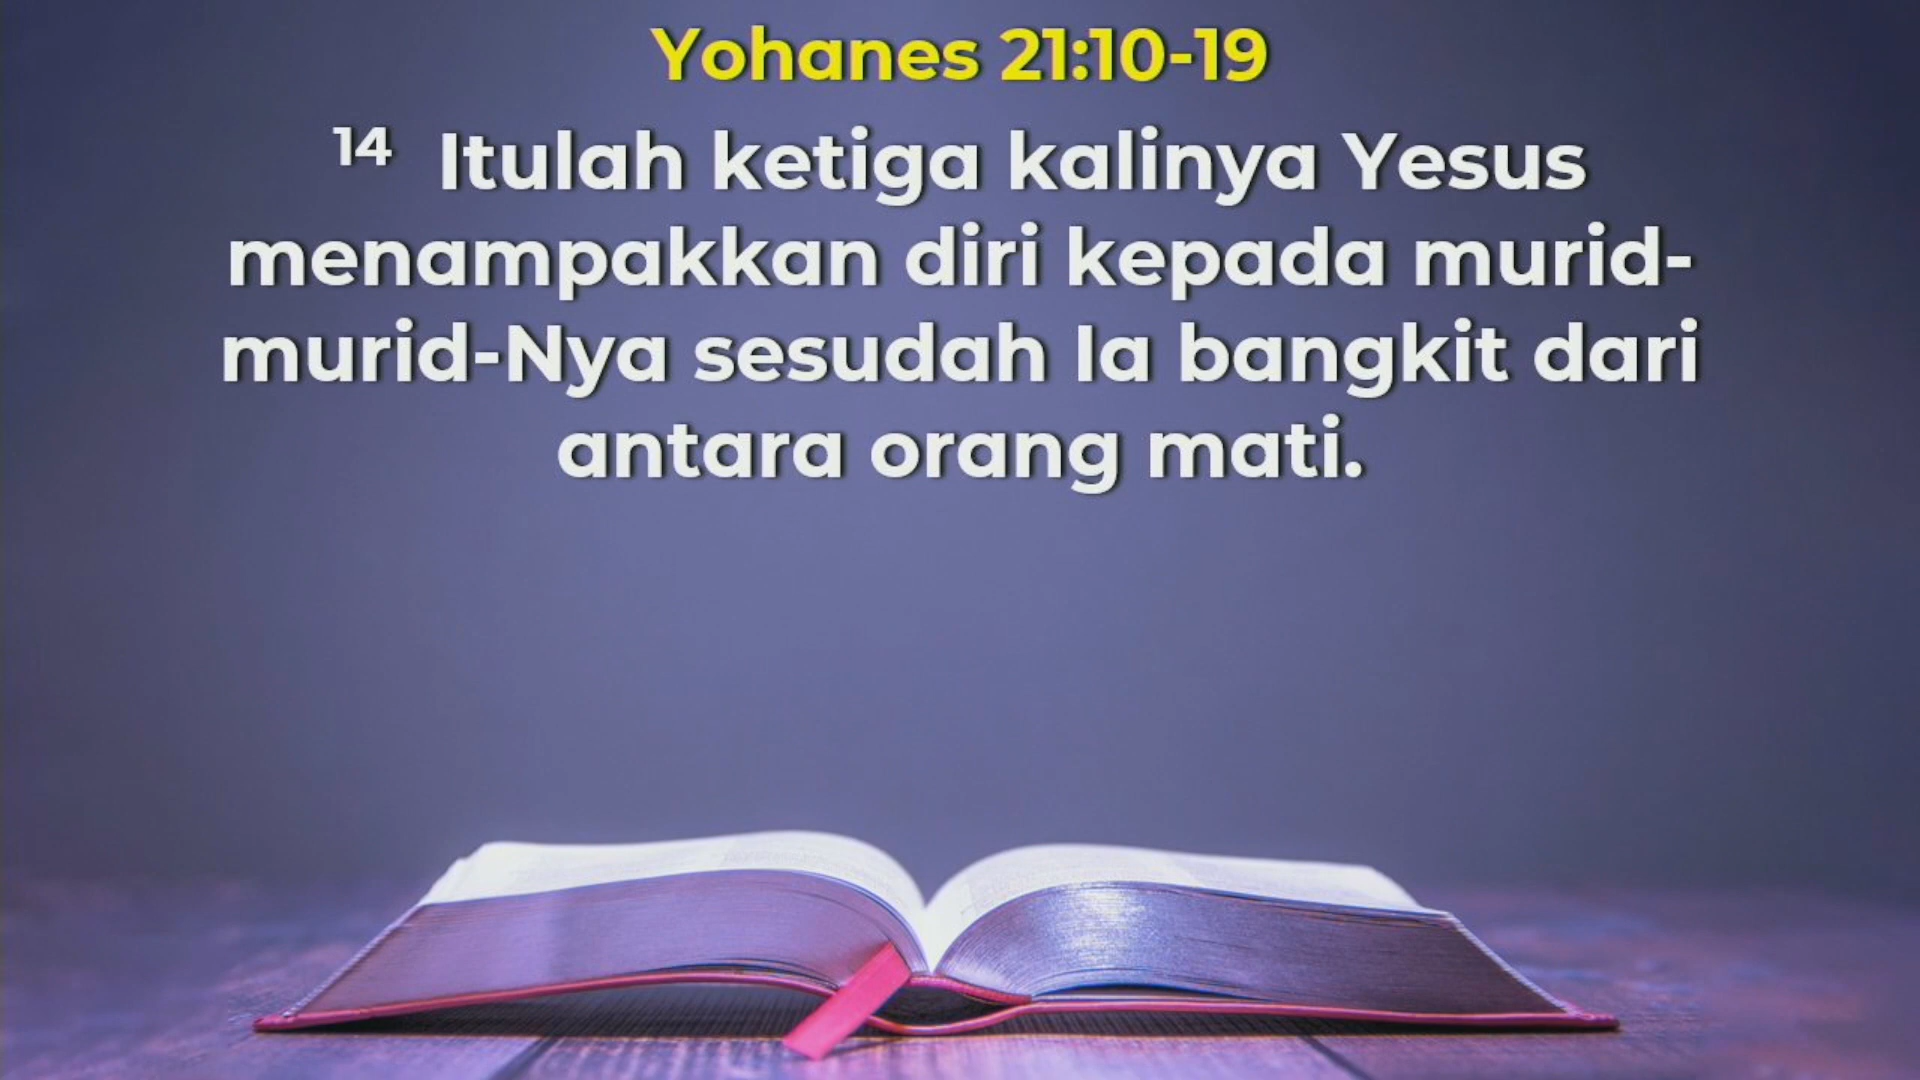 Yohanes 21:10-19
14 Itulah ketiga kalinya Yesus
menampakkan diri kepada murid-
murid-Nya sesudah Ia bangkit dari
antara orang mati.